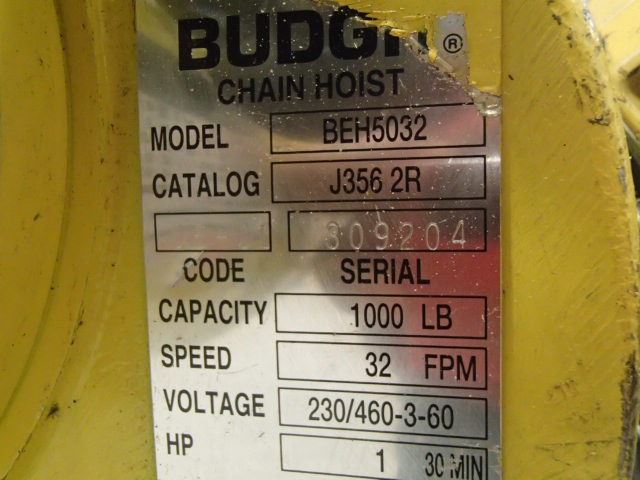 BUDGI ®
CHAIN HOIST
MODEL BEH5032
CATALOG J356 2R
309204
CODE SERIAL
CAPACITY 1000 LB
SPEED 32 FPM
VOLTAGE 230/460-3-60
HP 1 30 MIN